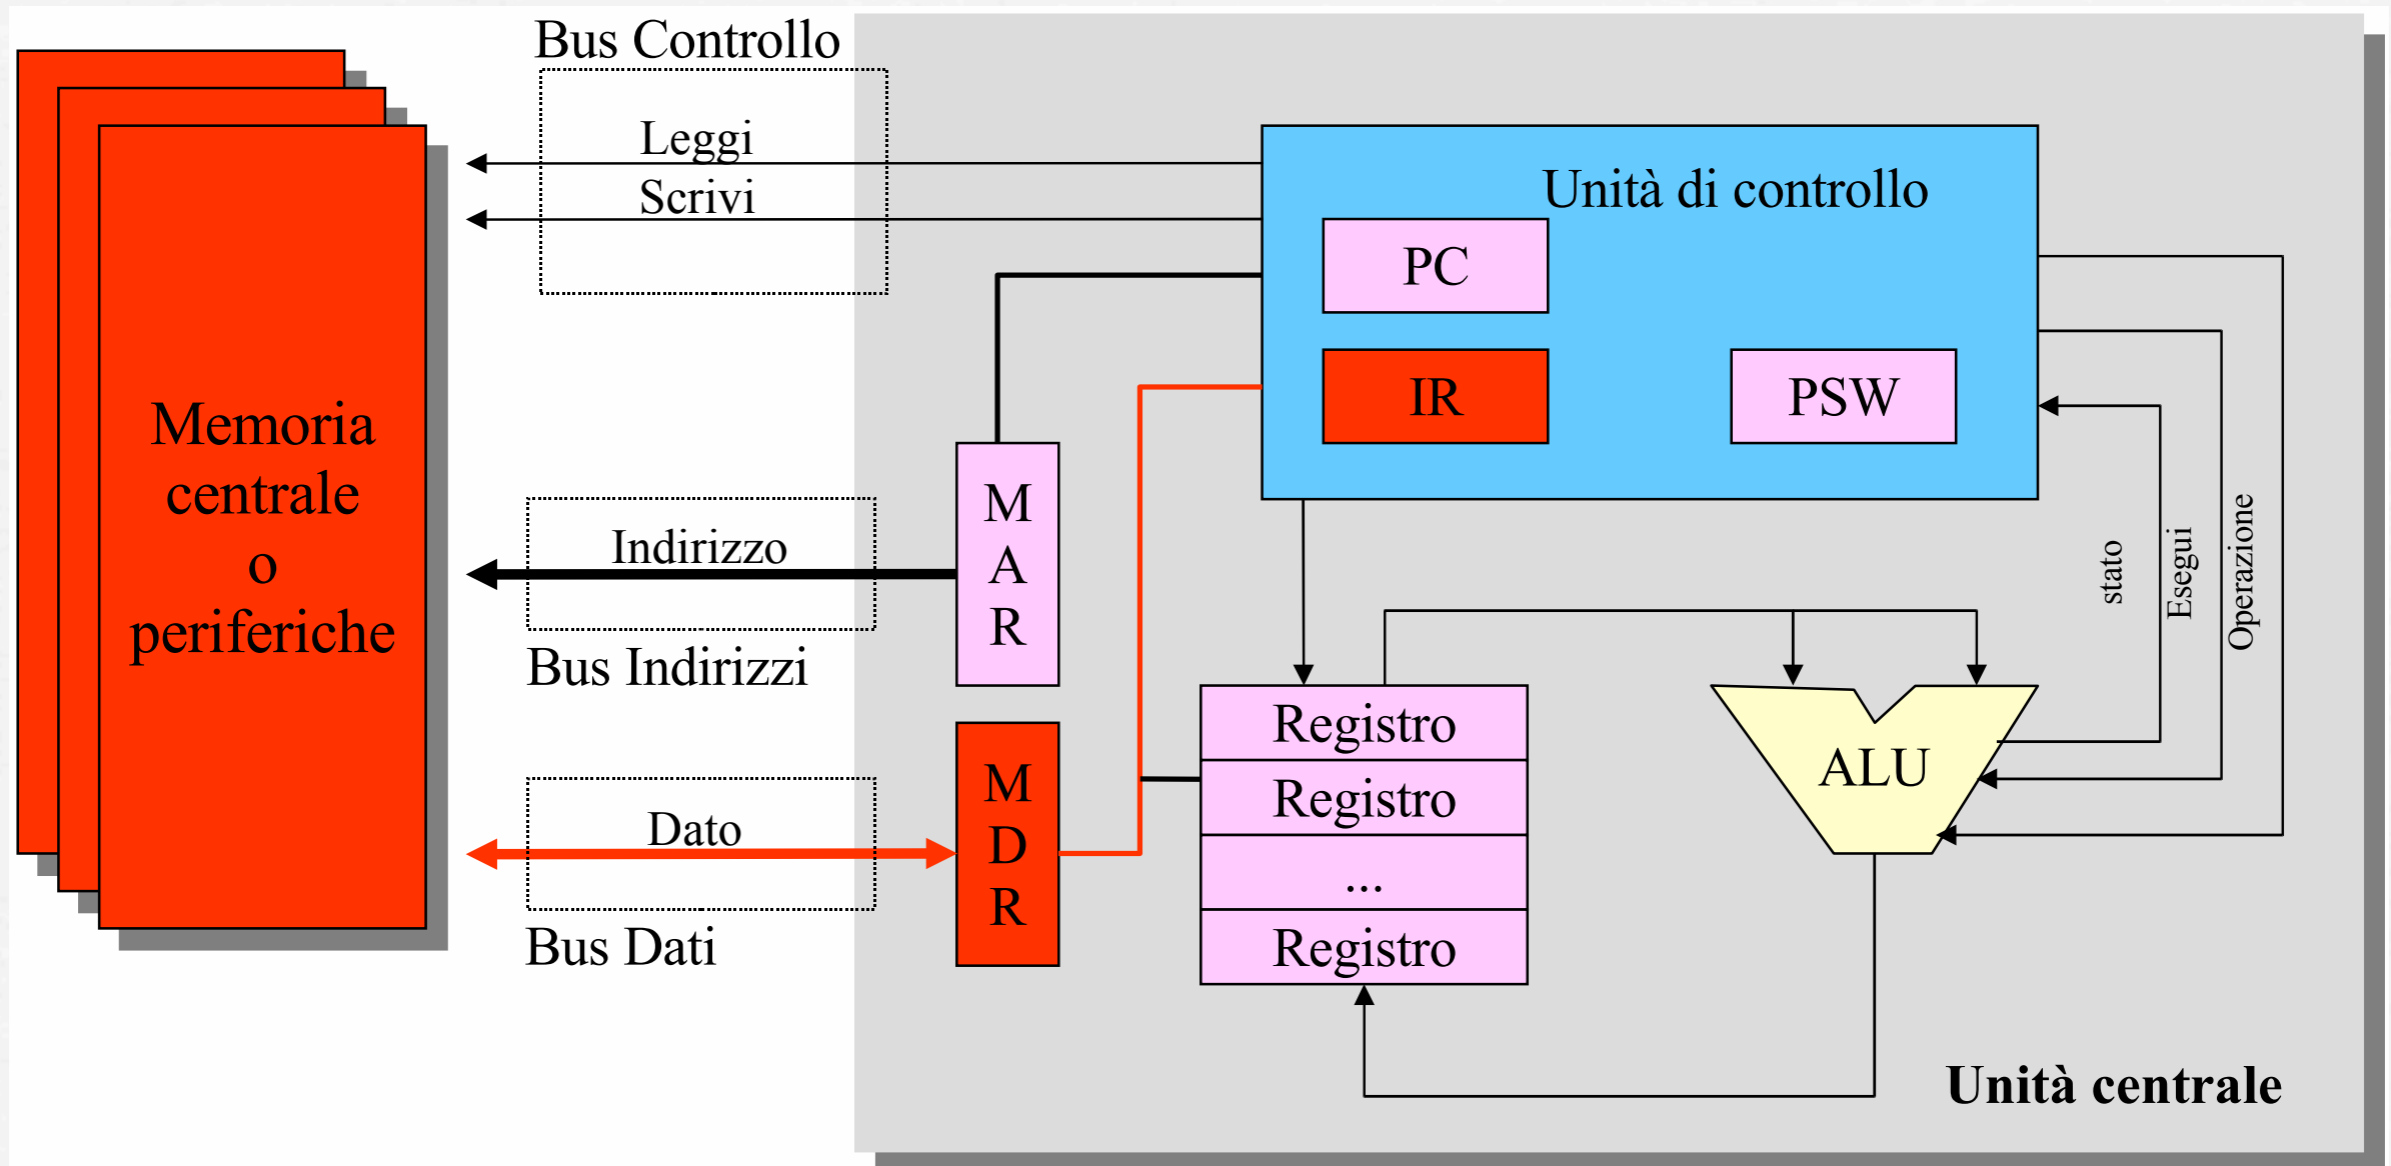 Bus Controllo
Leggi
Scrivi
Unità di controllo
PC
IR
PSW
Memoria
centrale
o
periferiche
Indirizzo
Bus Indirizzi
M
A
R
stato
Esegui
Operazione
Dato
Bus Dati
M
D
R
Registro
Registro
...
Registro
ALU
Unità centrale